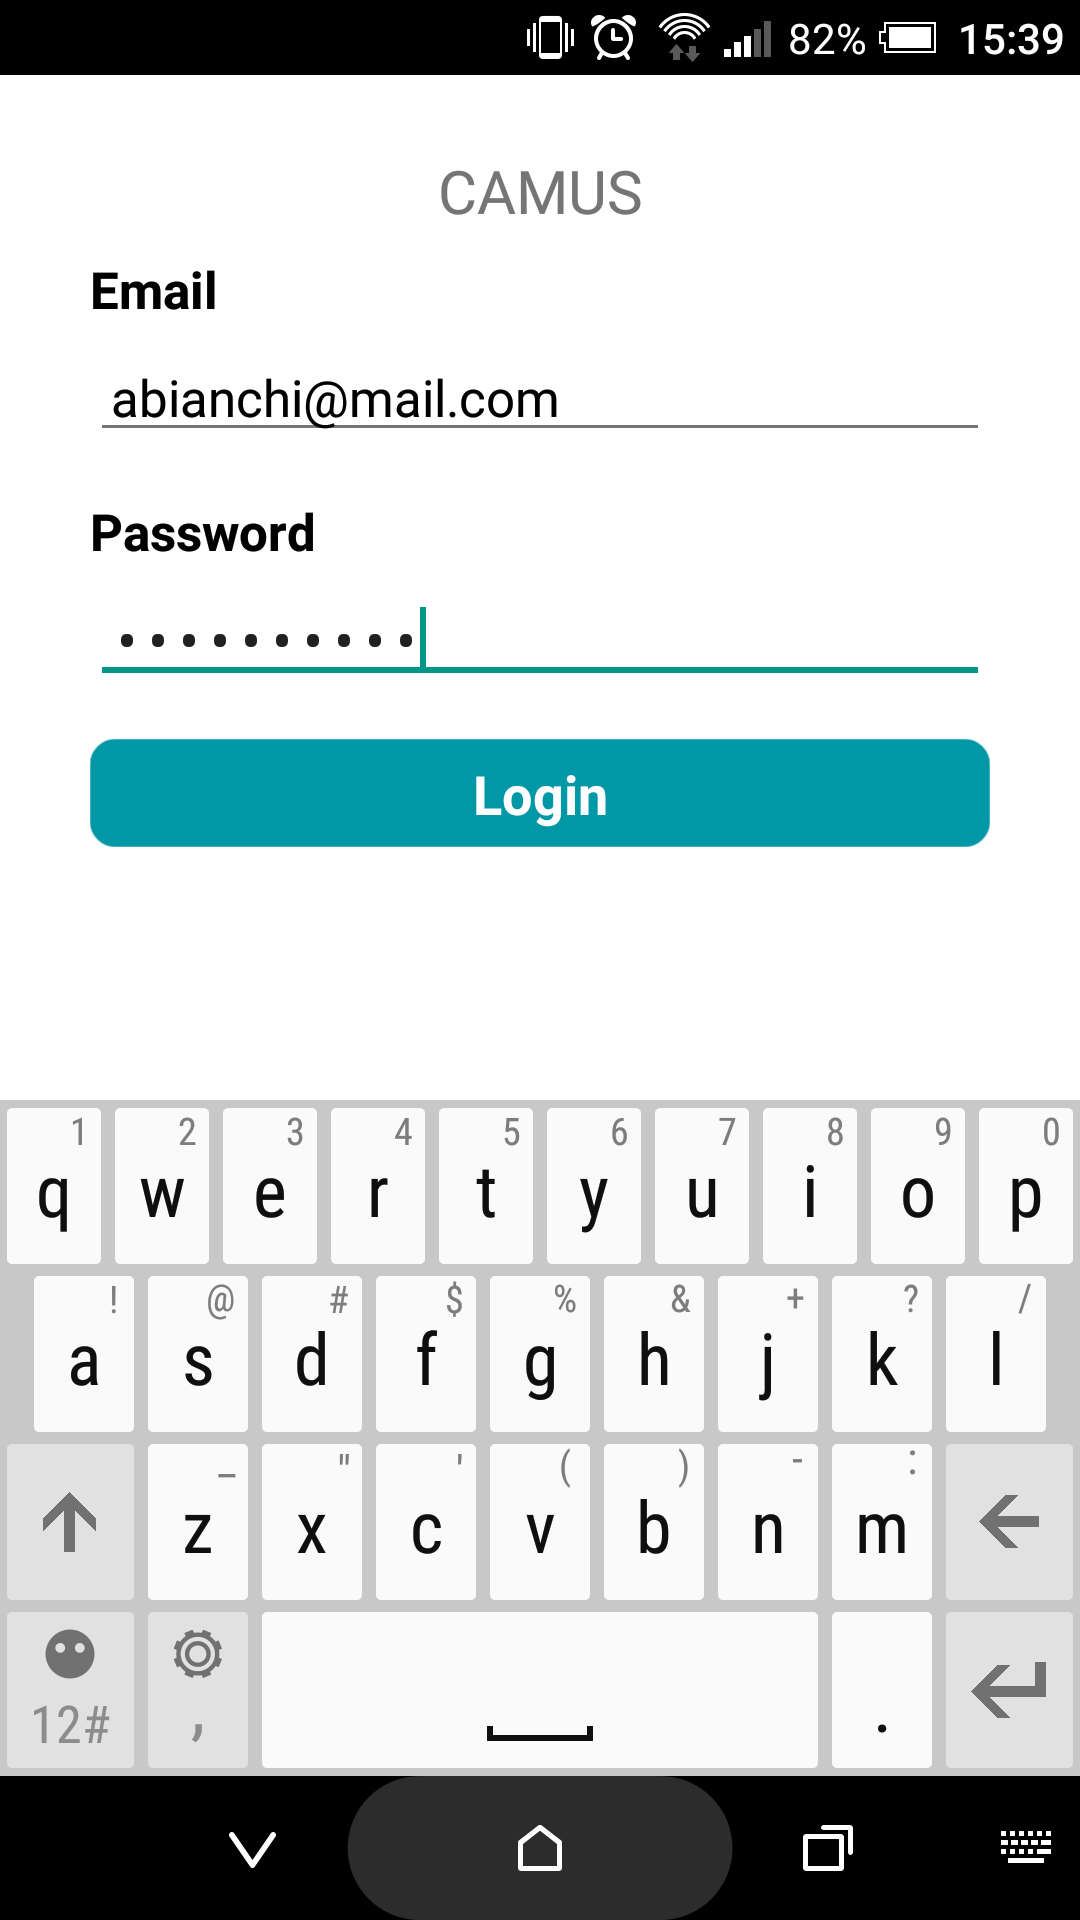 82% 15:39
CAMUS
Email
abianchi@mail.com
Password
••••••••••
Login
1 2 3 4 5 6 7 8 9 0
q w e r t y u i o p
! @ # $ % & + ? /
a s d f g h j k l
_ " ' ( ) - :
z x c v b n m
12# , .